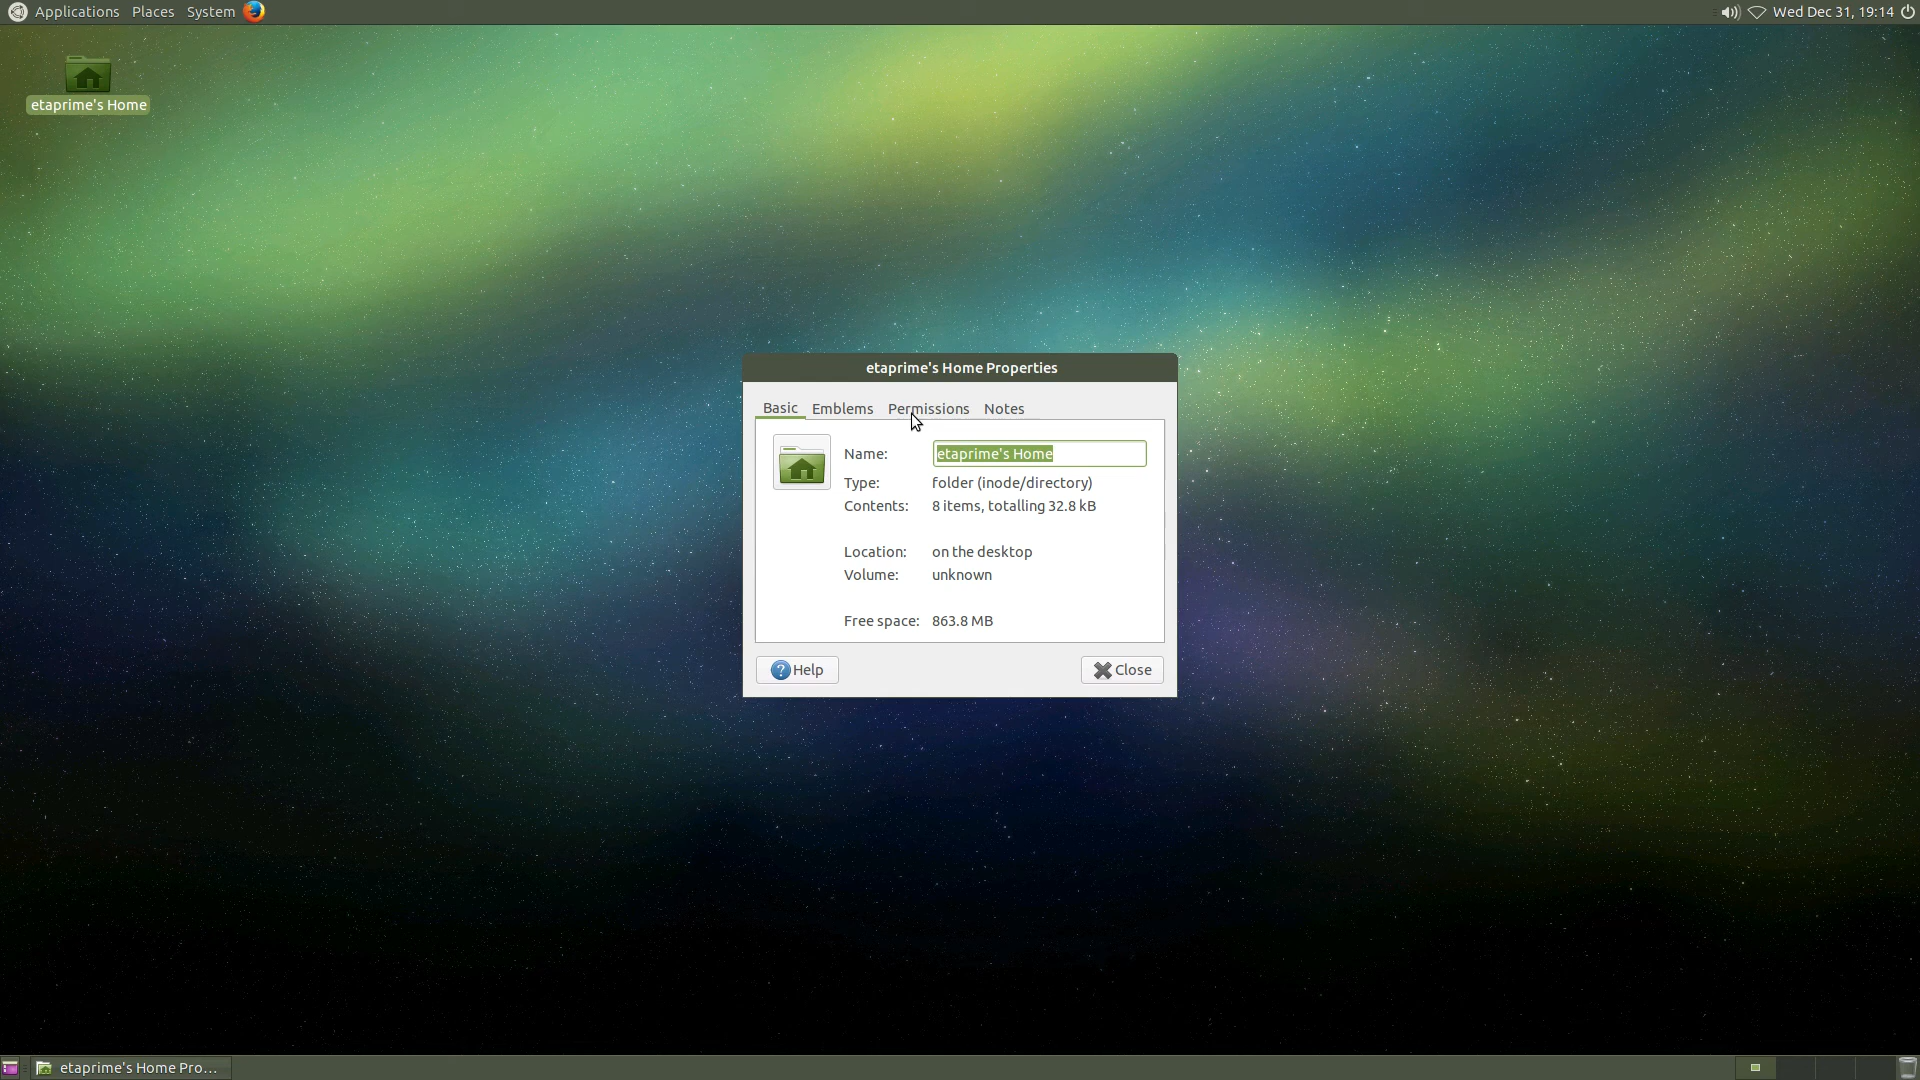 Applications Places System
Wed Dec 31, 19:14
etaprime's Home
etaprime's Home Properties
Basic Emblems Permissions Notes
Name: etaprime's Home
Type: folder (inode/directory)
Contents: 8 items, totalling 32.8 kB
Location: on the desktop
Volume: unknown
Free space: 863.8 MB
? Help
Close
etaprime's Home Pro...